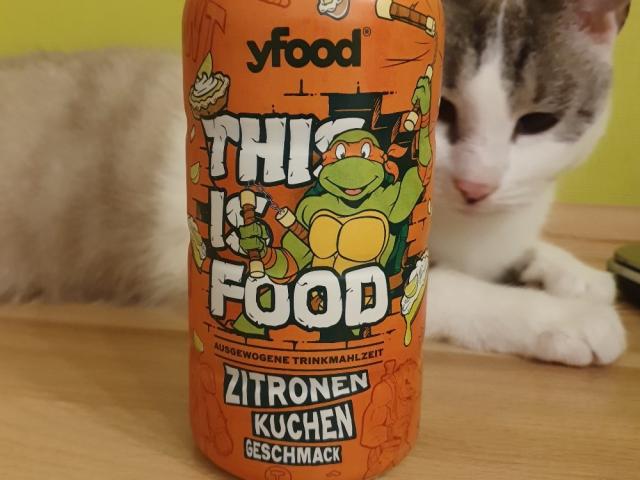 yfood®
THIS
IS
FOOD
AUSGEWOGENE TRINKMAHLZEIT
ZITRONEN
KUCHEN
GESCHMACK